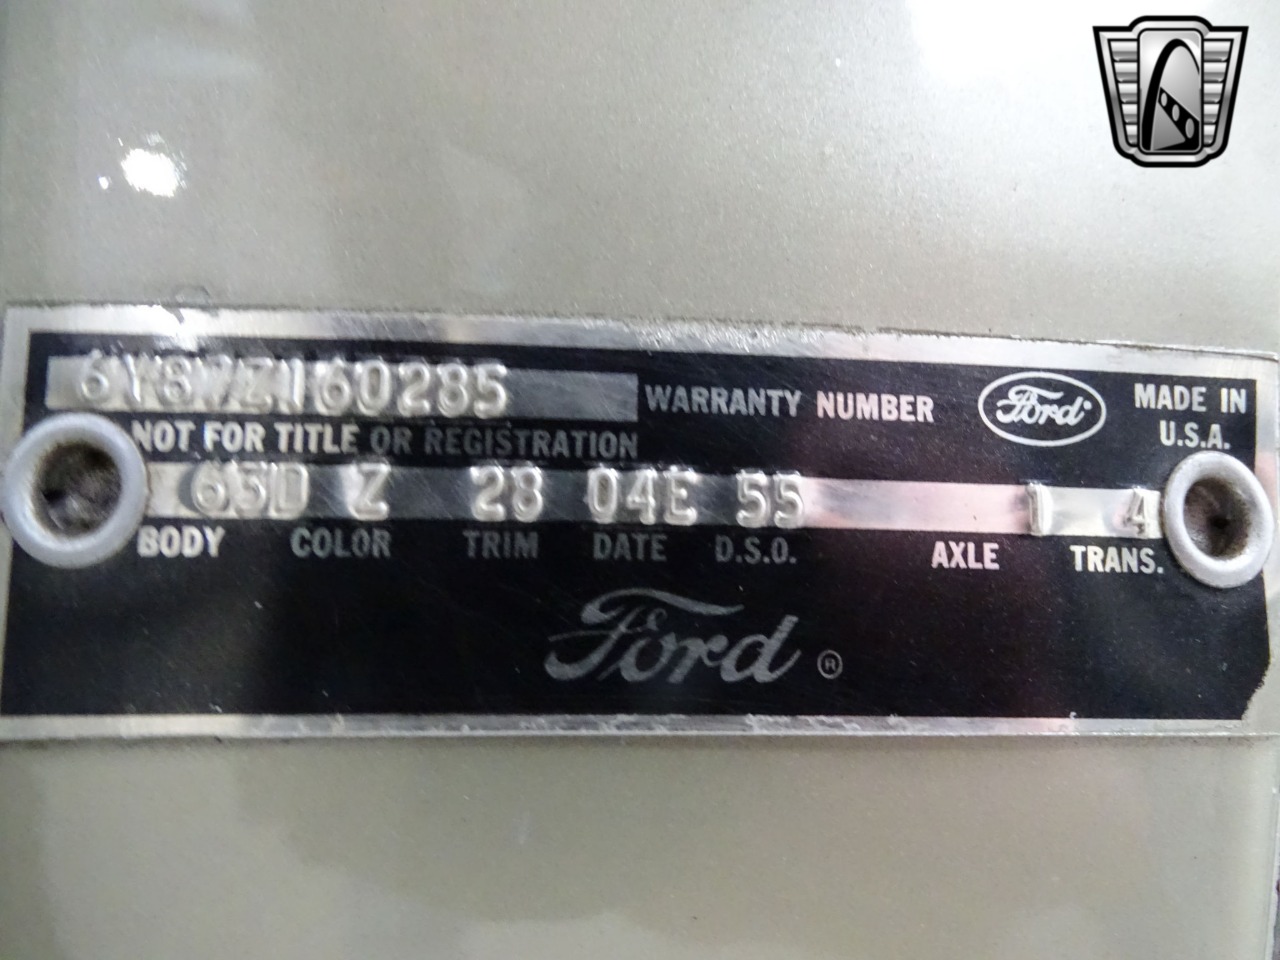 6Y87Z160285 WARRANTY NUMBER Ford MADE IN U.S.A.
NOT FOR TITLE OR REGISTRATION
63D Z 28 04E 55 1 4
BODY COLOR TRIM DATE D.S.O. AXLE TRANS.
Ford ®